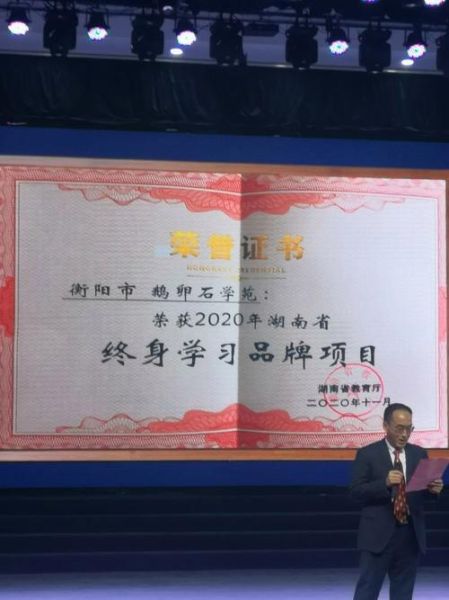 荣誉证书
HONORARY CREDENTIAL
衡阳市 鹅卵石学苑：
荣获2020年湖南省
终身学习品牌项目
湖南省教育厅
二〇二〇年十一月